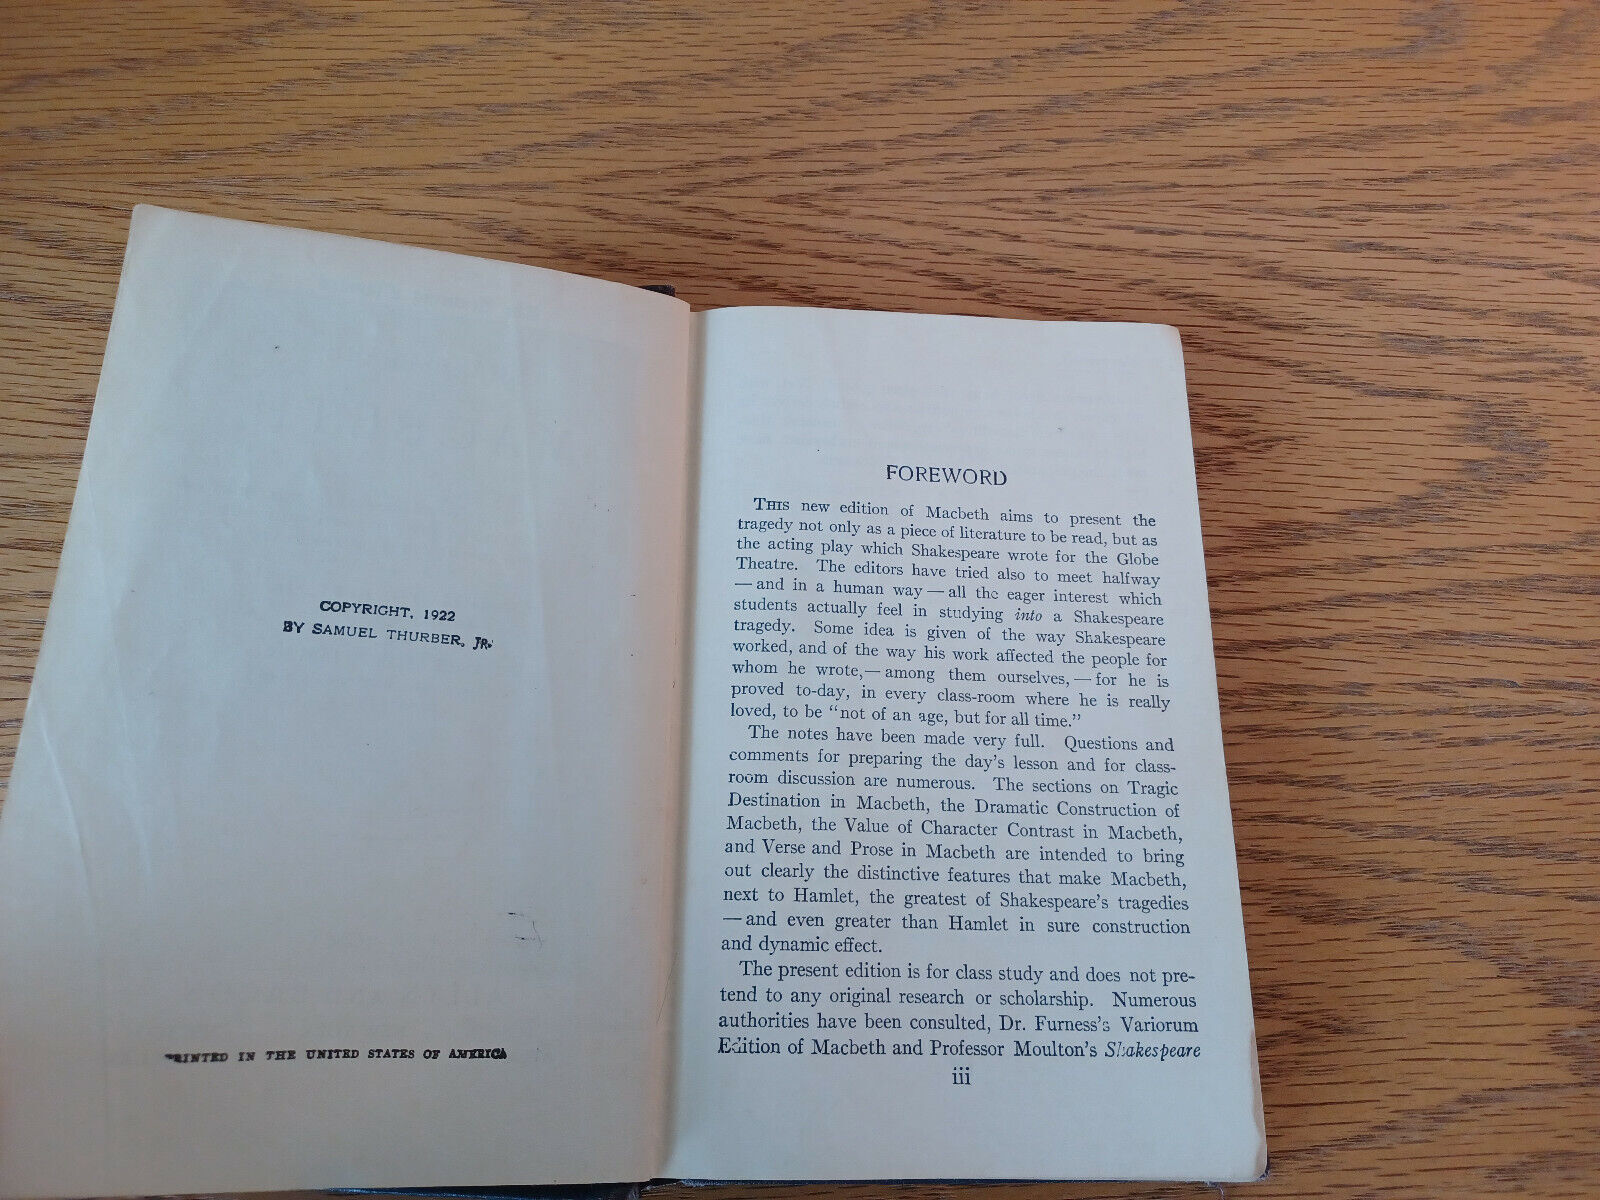 COPYRIGHT, 1922
BY SAMUEL THURBER, JR.
PRINTED IN THE UNITED STATES OF AMERICA
FOREWORD
THIS new edition of Macbeth aims to present the
tragedy not only as a piece of literature to be read, but as
the acting play which Shakespeare wrote for the Globe
Theatre. The editors have tried also to meet halfway
— and in a human way — all the eager interest which
students actually feel in studying into a Shakespeare
tragedy. Some idea is given of the way Shakespeare
worked, and of the way his work affected the people for
whom he wrote, — among them ourselves, — for he is
proved to-day, in every class-room where he is really
loved, to be "not of an age, but for all time."
The notes have been made very full. Questions and
comments for preparing the day's lesson and for class-
room discussion are numerous. The sections on Tragic
Destination in Macbeth, the Dramatic Construction of
Macbeth, the Value of Character Contrast in Macbeth,
and Verse and Prose in Macbeth are intended to bring
out clearly the distinctive features that make Macbeth,
next to Hamlet, the greatest of Shakespeare's tragedies
— and even greater than Hamlet in sure construction
and dynamic effect.
The present edition is for class study and does not pre-
tend to any original research or scholarship. Numerous
authorities have been consulted, Dr. Furness's Variorum
Edition of Macbeth and Professor Moulton's Shakespeare
iii